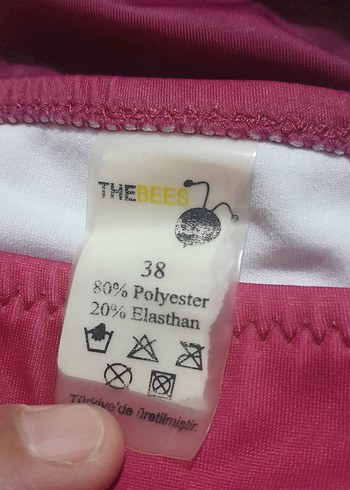 THEBEES
38
80% Polyester
20% Elasthan
Türkiye'de üretilmiştir.